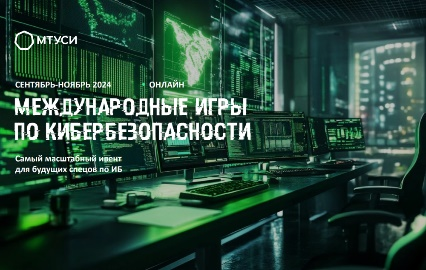 МТУСИ
СЕНТЯБРЬ-НОЯБРЬ 2024 • ОНЛАЙН
МЕЖДУНАРОДНЫЕ ИГРЫ
ПО КИБЕРБЕЗОПАСНОСТИ
Самый масштабный ивент
для будущих спецов по ИБ